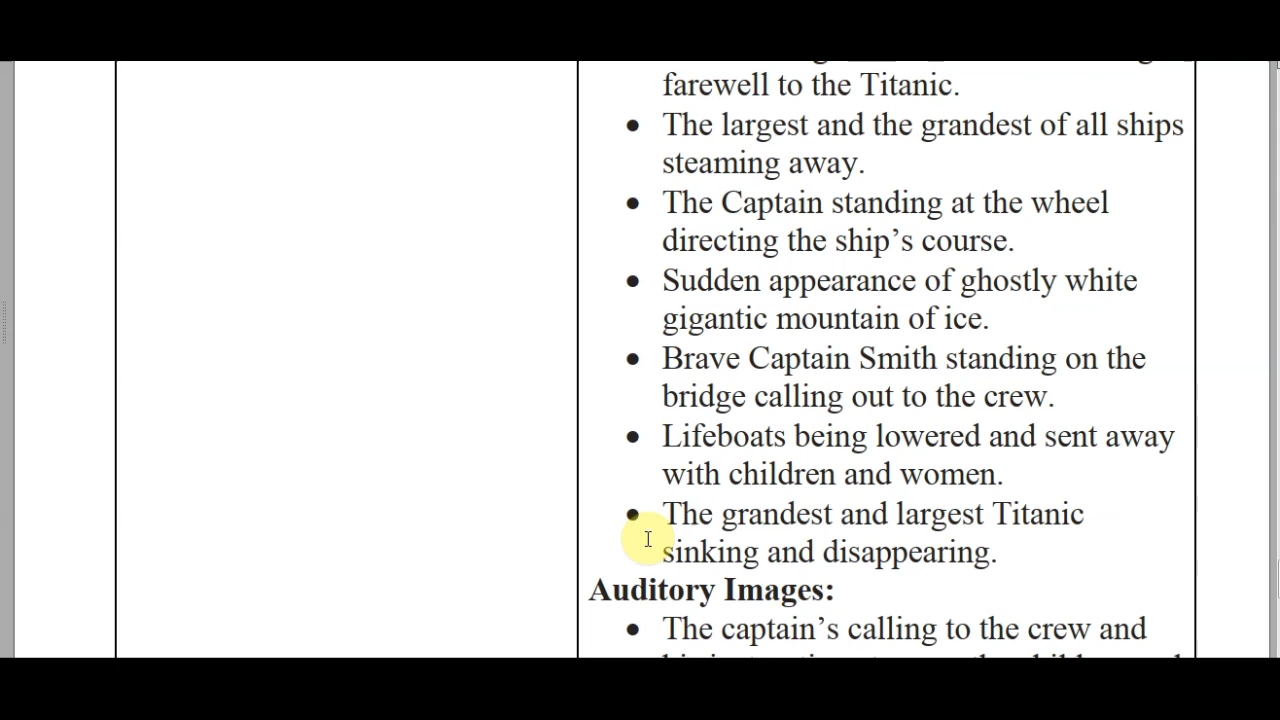 farewell to the Titanic.
• The largest and the grandest of all ships
steaming away.
• The Captain standing at the wheel
directing the ship’s course.
• Sudden appearance of ghostly white
gigantic mountain of ice.
• Brave Captain Smith standing on the
bridge calling out to the crew.
• Lifeboats being lowered and sent away
with children and women.
• The grandest and largest Titanic
sinking and disappearing.
Auditory Images:
• The captain’s calling to the crew and